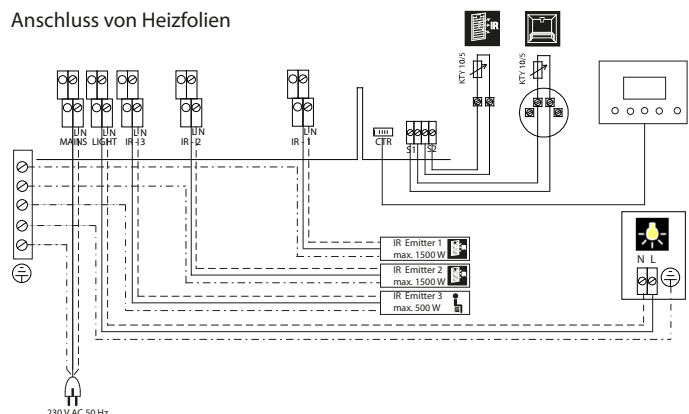 Anschluss von Heizfolien
IR
KTY 10/5
KTY 10/5
L N
MAINS
L N
LIGHT
L N
IR - 3
L N
IR - 2
L N
IR - 1
CTR
S1
S2
IR Emitter 1
max. 1500 W
IR Emitter 2
max. 1500 W
IR Emitter 3
max. 500 W
N L
230 V AC 50 Hz